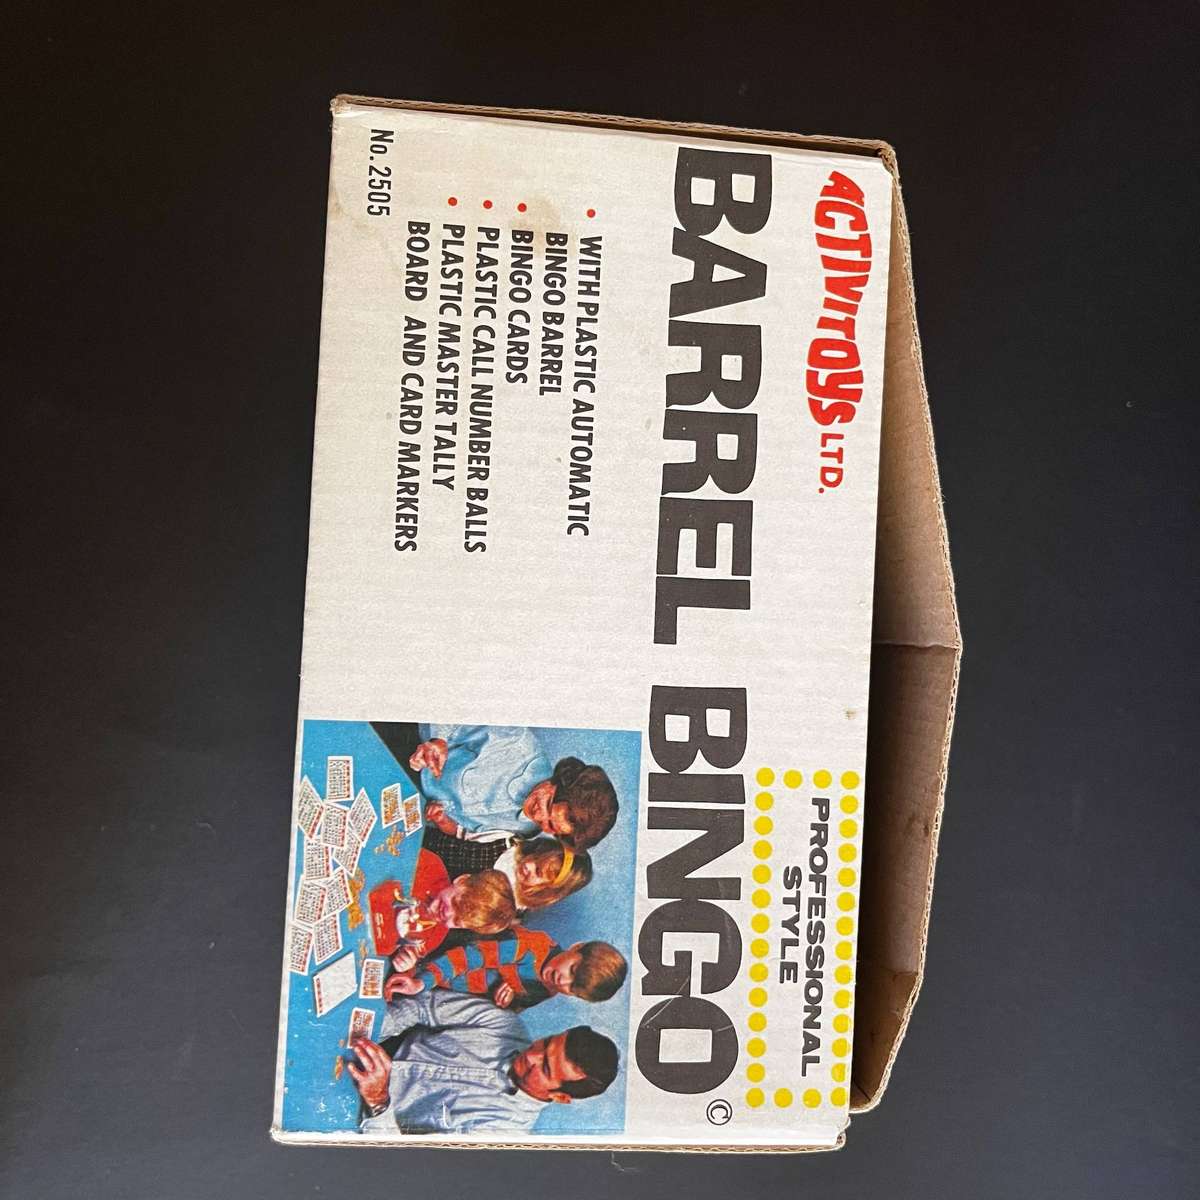 ACTIVITOYS LTD.
PROFESSIONAL
STYLE
BARREL BINGO ©
• WITH PLASTIC AUTOMATIC
BINGO BARREL
• BINGO CARDS
• PLASTIC CALL NUMBER BALLS
• PLASTIC MASTER TALLY
BOARD AND CARD MARKERS
No. 2505